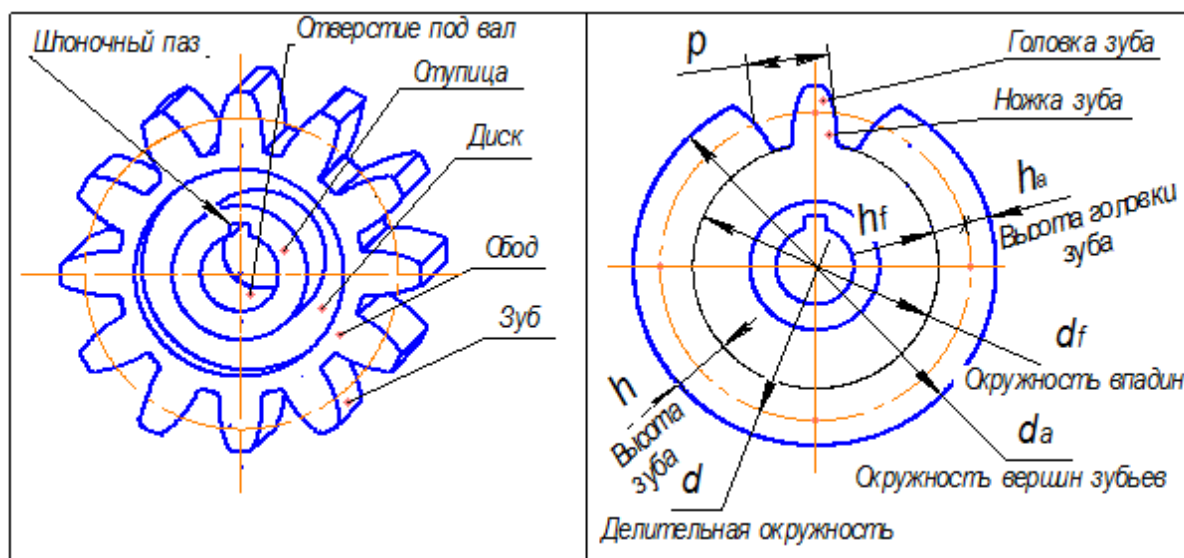 Шпоночный паз
Отверстие под вал
Ступица
Диск
Обод
Зуб
p
Головка зуба
Ножка зуба
ha
Высота головки
зуба
hf
df
Окружность впадин
da
Окружность вершин зубьев
h
Высота
зуба
d
Делительная окружность